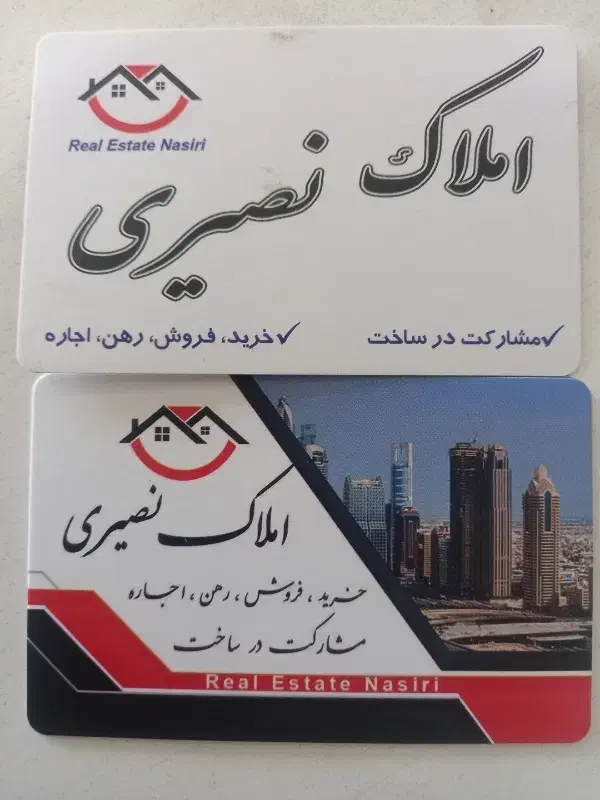 Real Estate Nasiri
املاک نصیری
✓مشارکت در ساخت ✓خرید، فروش، رهن، اجاره
املاک نصیری
خرید ، فروش ، رهن ، اجاره
مشارکت در ساخت
Real Estate Nasiri